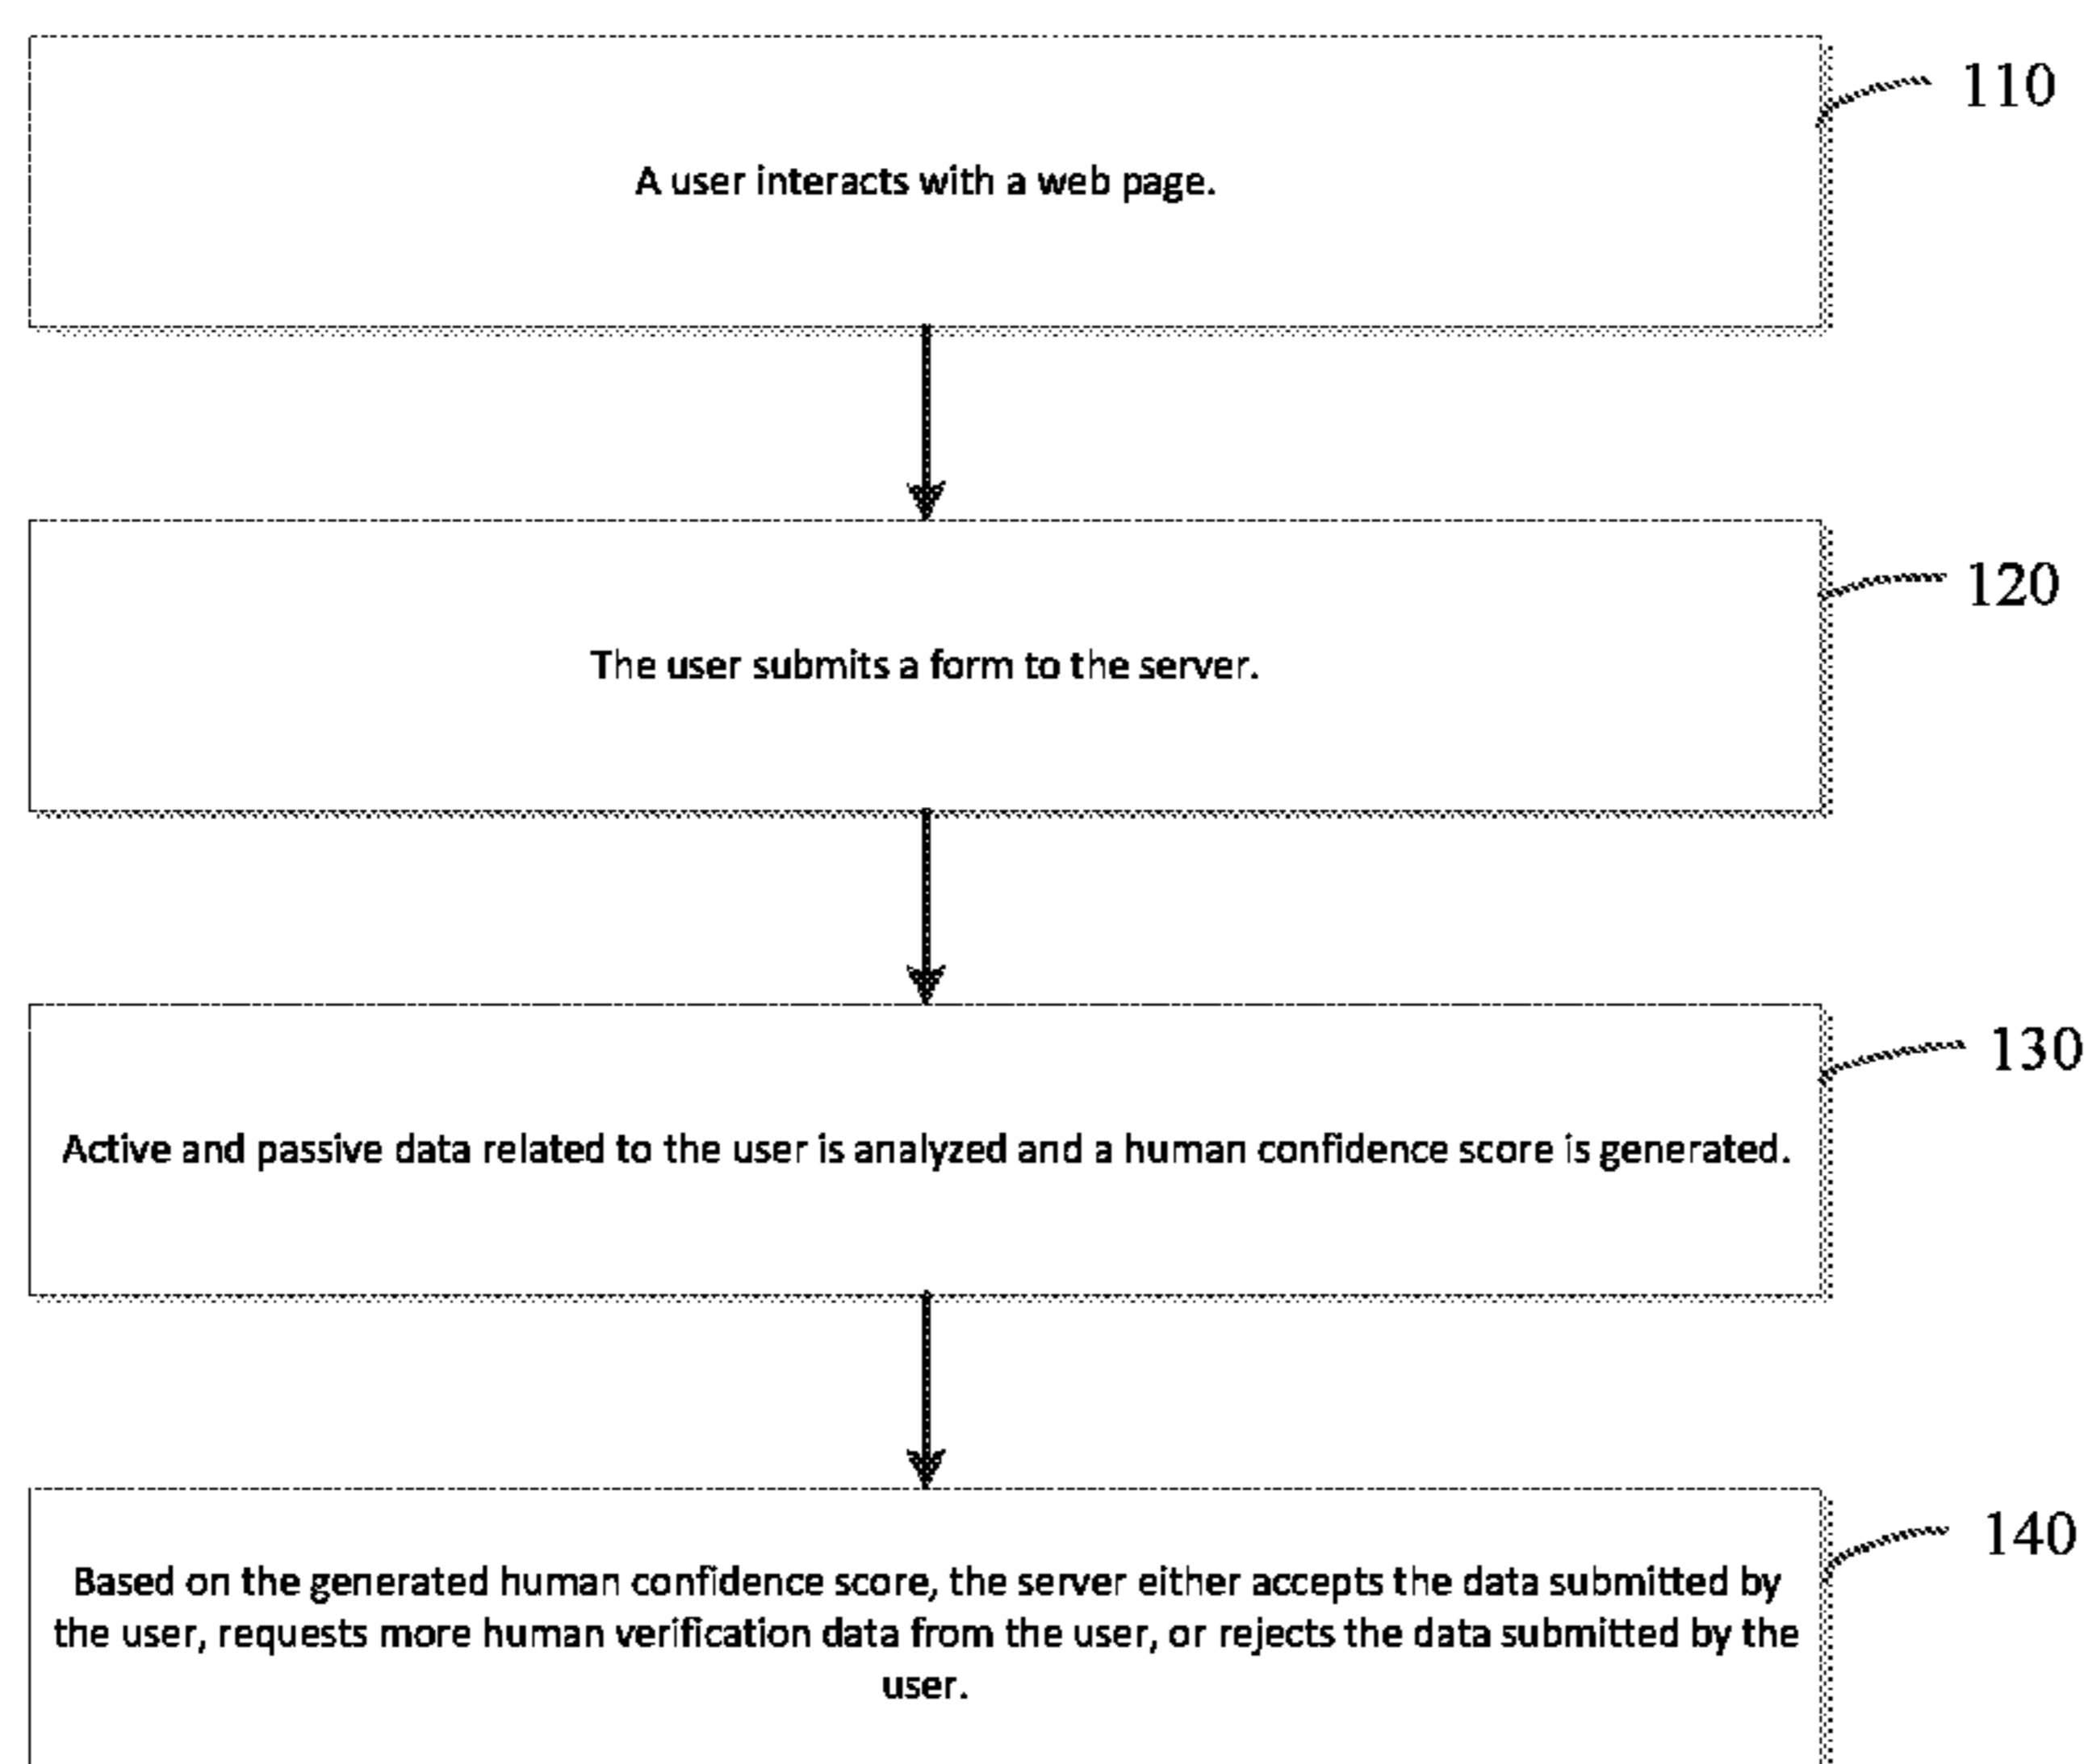 110
A user interacts with a web page.
120
The user submits a form to the server.
130
Active and passive data related to the user is analyzed and a human confidence score is generated.
140
Based on the generated human confidence score, the server either accepts the data submitted by
the user, requests more human verification data from the user, or rejects the data submitted by the
user.